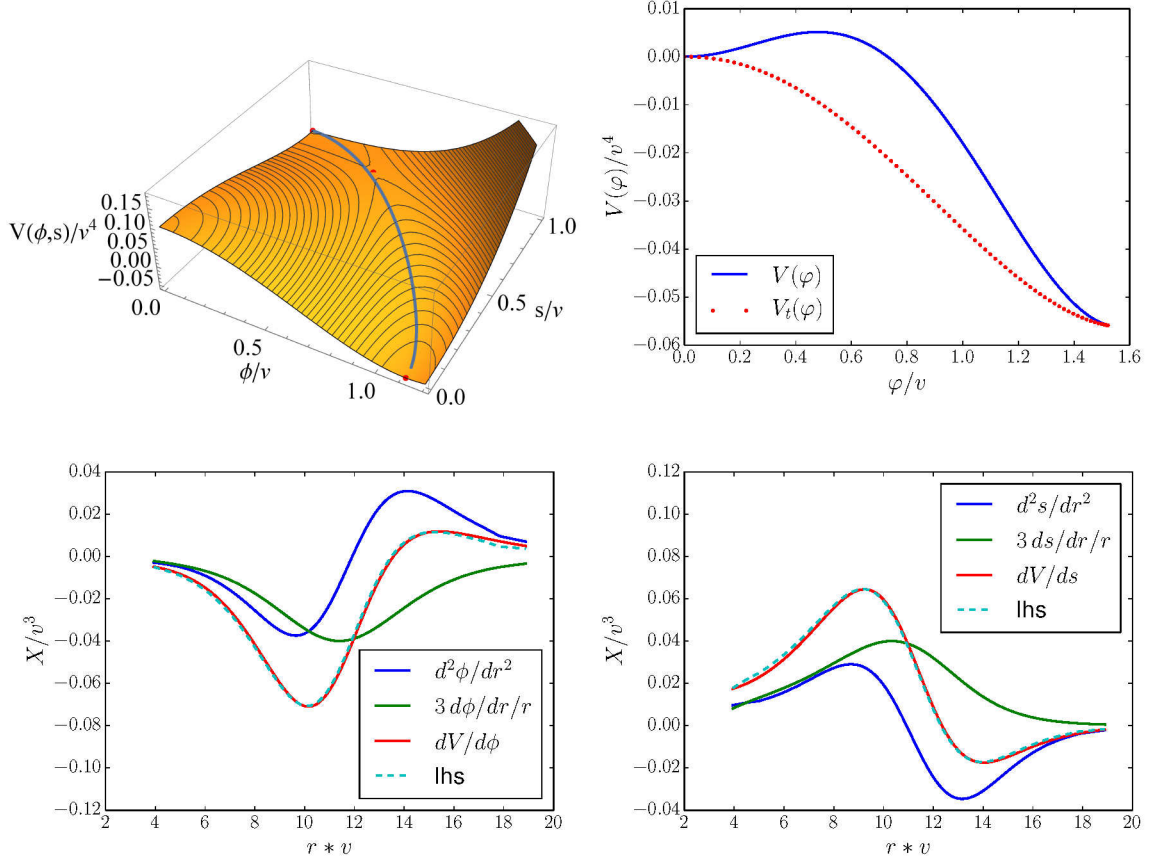 V(ϕ,s)/v⁴
0.15
0.10
0.05
0.00
−0.05
0.0
0.5
1.0
ϕ/v
0.0
0.5
1.0
s/v
0.01
0.00
−0.01
−0.02
−0.03
−0.04
−0.05
−0.06
V(φ)/v⁴
V(φ)
V_t(φ)
0.0 0.2 0.4 0.6 0.8 1.0 1.2 1.4 1.6
φ/v
0.04
0.02
0.00
−0.02
−0.04
−0.06
−0.08
−0.10
−0.12
X/v³
d²ϕ/dr²
3 dϕ/dr/r
dV/dϕ
lhs
2 4 6 8 10 12 14 16 18 20
r ∗ v
0.12
0.10
0.08
0.06
0.04
0.02
0.00
−0.02
−0.04
X/v³
d²s/dr²
3 ds/dr/r
dV/ds
lhs
2 4 6 8 10 12 14 16 18 20
r ∗ v